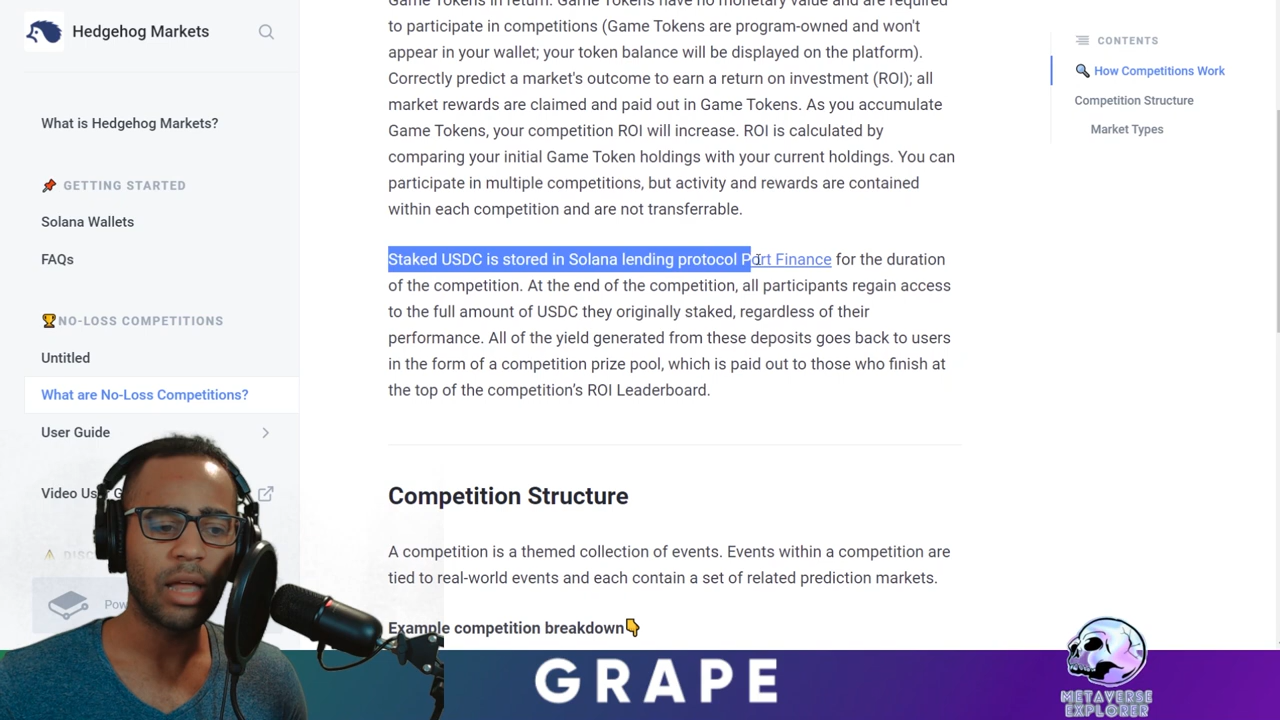 Hedgehog Markets
What is Hedgehog Markets?
GETTING STARTED
Solana Wallets
FAQs
NO-LOSS COMPETITIONS
Untitled
What are No-Loss Competitions?
User Guide
Video
Game Tokens in return. Game Tokens have no monetary value and are required
to participate in competitions (Game Tokens are program-owned and won't
appear in your wallet; your token balance will be displayed on the platform).
Correctly predict a market's outcome to earn a return on investment (ROI); all
market rewards are claimed and paid out in Game Tokens. As you accumulate
Game Tokens, your competition ROI will increase. ROI is calculated by
comparing your initial Game Token holdings with your current holdings. You can
participate in multiple competitions, but activity and rewards are contained
within each competition and are not transferrable.
Staked USDC is stored in Solana lending protocol Port Finance for the duration
of the competition. At the end of the competition, all participants regain access
to the full amount of USDC they originally staked, regardless of their
performance. All of the yield generated from these deposits goes back to users
in the form of a competition prize pool, which is paid out to those who finish at
the top of the competition’s ROI Leaderboard.
Competition Structure
A competition is a themed collection of events. Events within a competition are
tied to real-world events and each contain a set of related prediction markets.
Example competition breakdown
CONTENTS
How Competitions Work
Competition Structure
Market Types
GRAPE
METAVERSE
EXPLORER